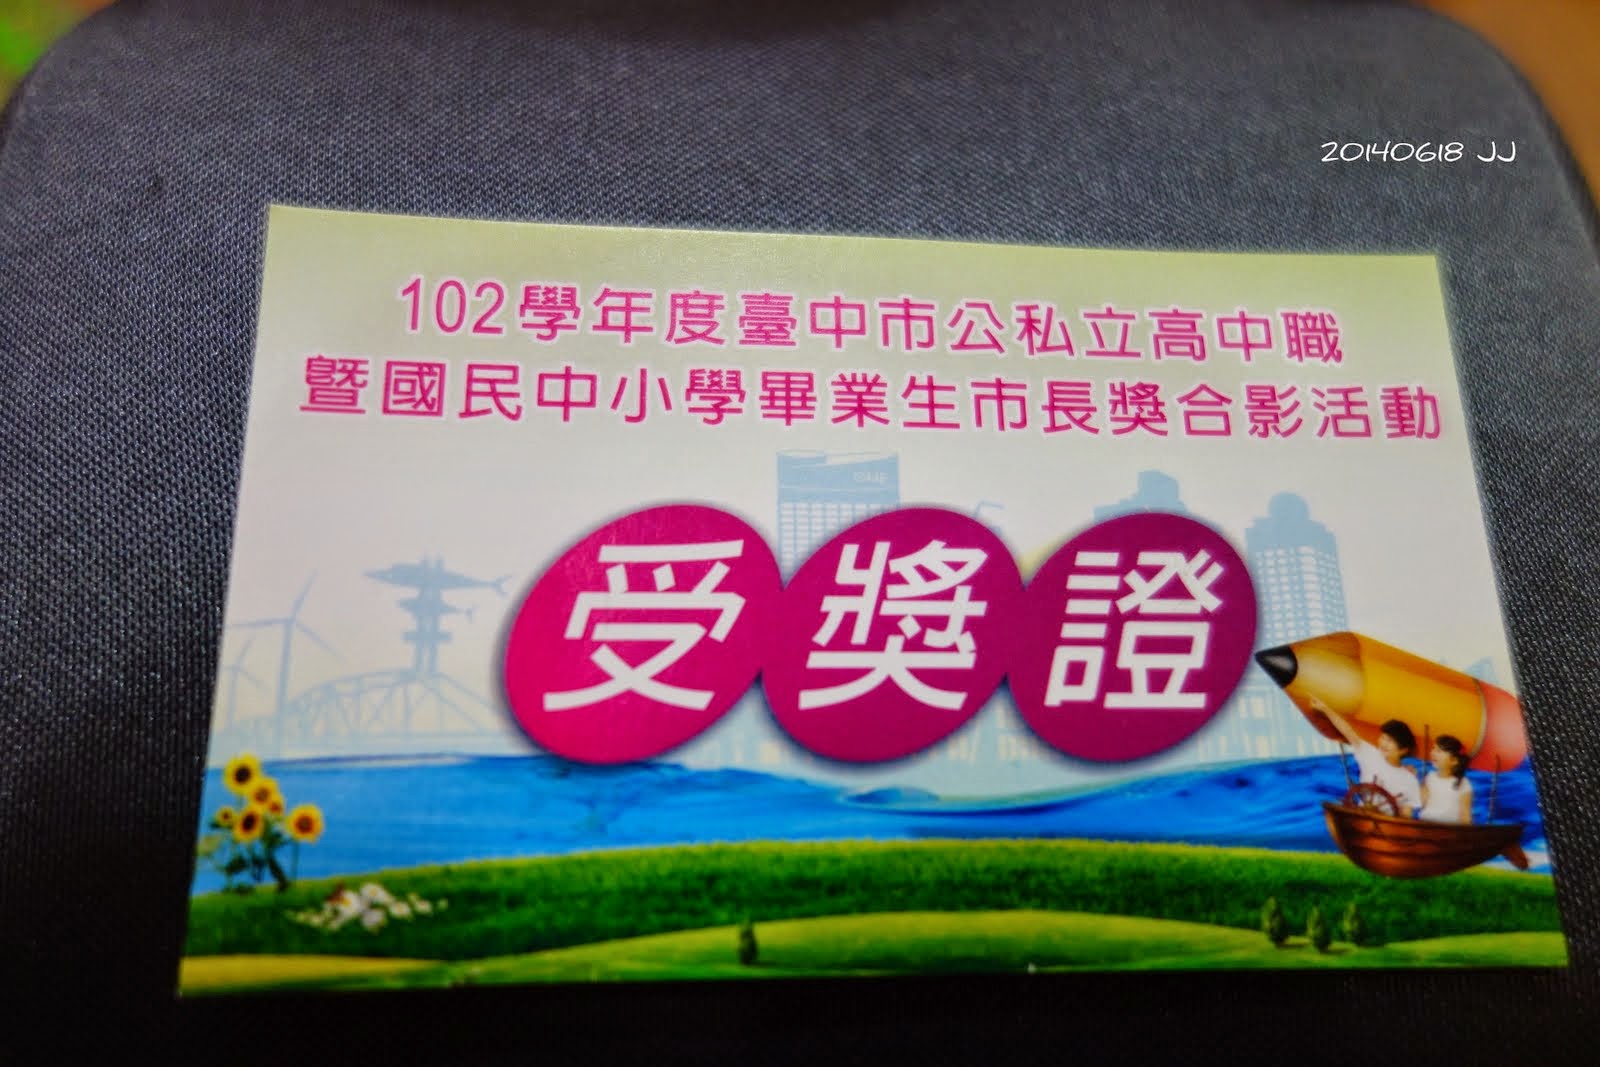 20140618 JJ
102學年度臺中市公私立高中職
暨國民中小學畢業生市長獎合影活動
受獎證